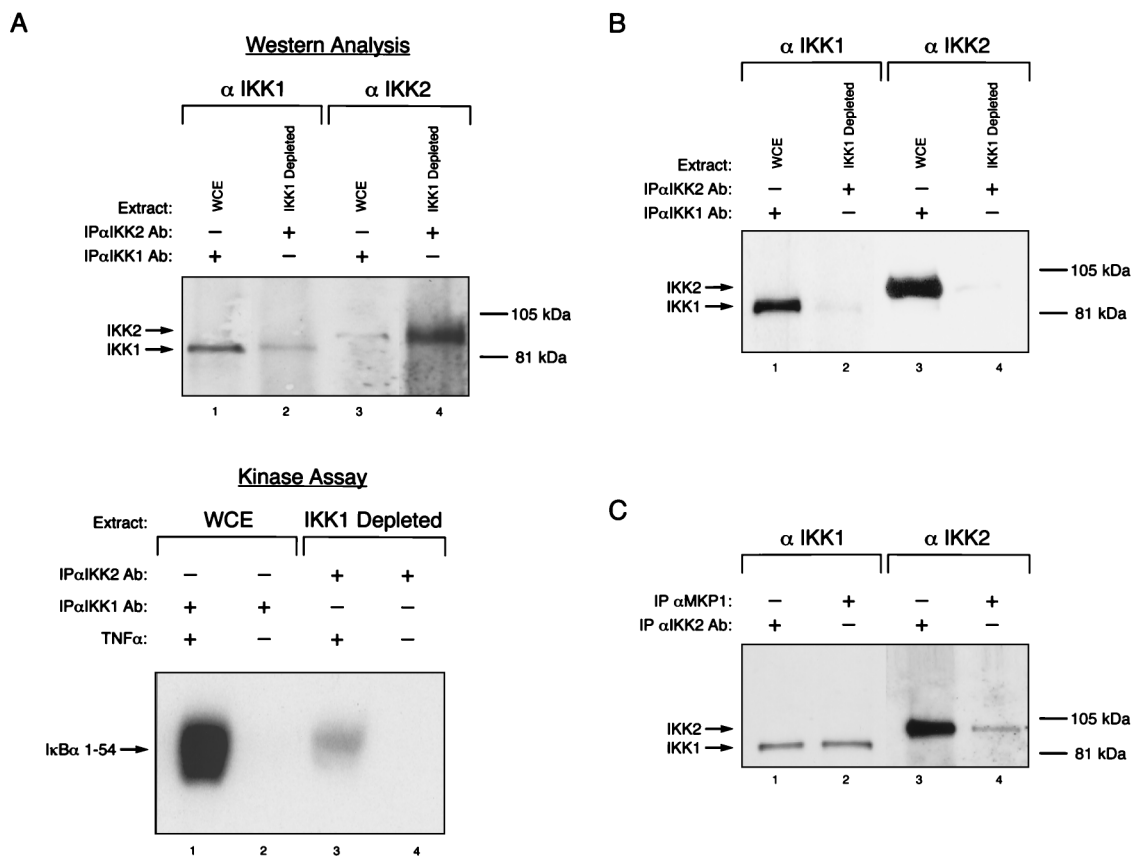 A
Western Analysis
α IKK1 α IKK2
Extract: WCE IKK1 Depleted WCE IKK1 Depleted
IPαIKK2 Ab: – + – +
IPαIKK1 Ab: + – + –
IKK2
IKK1
105 kDa
81 kDa
1 2 3 4
Kinase Assay
Extract: WCE IKK1 Depleted
IPαIKK2 Ab: – – + +
IPαIKK1 Ab: + + – –
TNFα: + – + –
IκBα 1-54
1 2 3 4
B
α IKK1 α IKK2
Extract: WCE IKK1 Depleted WCE IKK1 Depleted
IPαIKK2 Ab: – + – +
IPαIKK1 Ab: + – + –
IKK2
IKK1
105 kDa
81 kDa
1 2 3 4
C
α IKK1 α IKK2
IP αMKP1: – + – +
IP αIKK2 Ab: + – + –
IKK2
IKK1
105 kDa
81 kDa
1 2 3 4